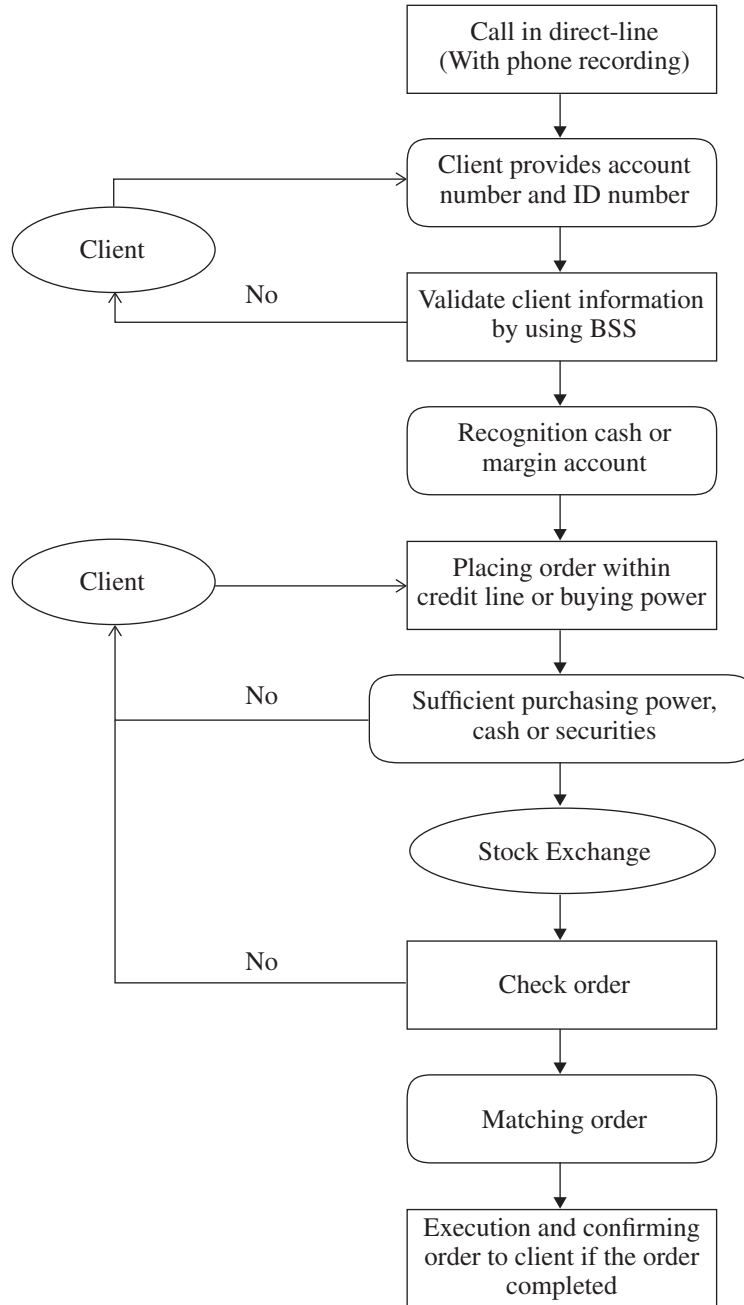 Call in direct-line
(With phone recording)
Client provides account
number and ID number
Client
No
Validate client information
by using BSS
Recognition cash or
margin account
Client
Placing order within
credit line or buying power
No
Sufficient purchasing power,
cash or securities
Stock Exchange
No
Check order
Matching order
Execution and confirming
order to client if the order
completed